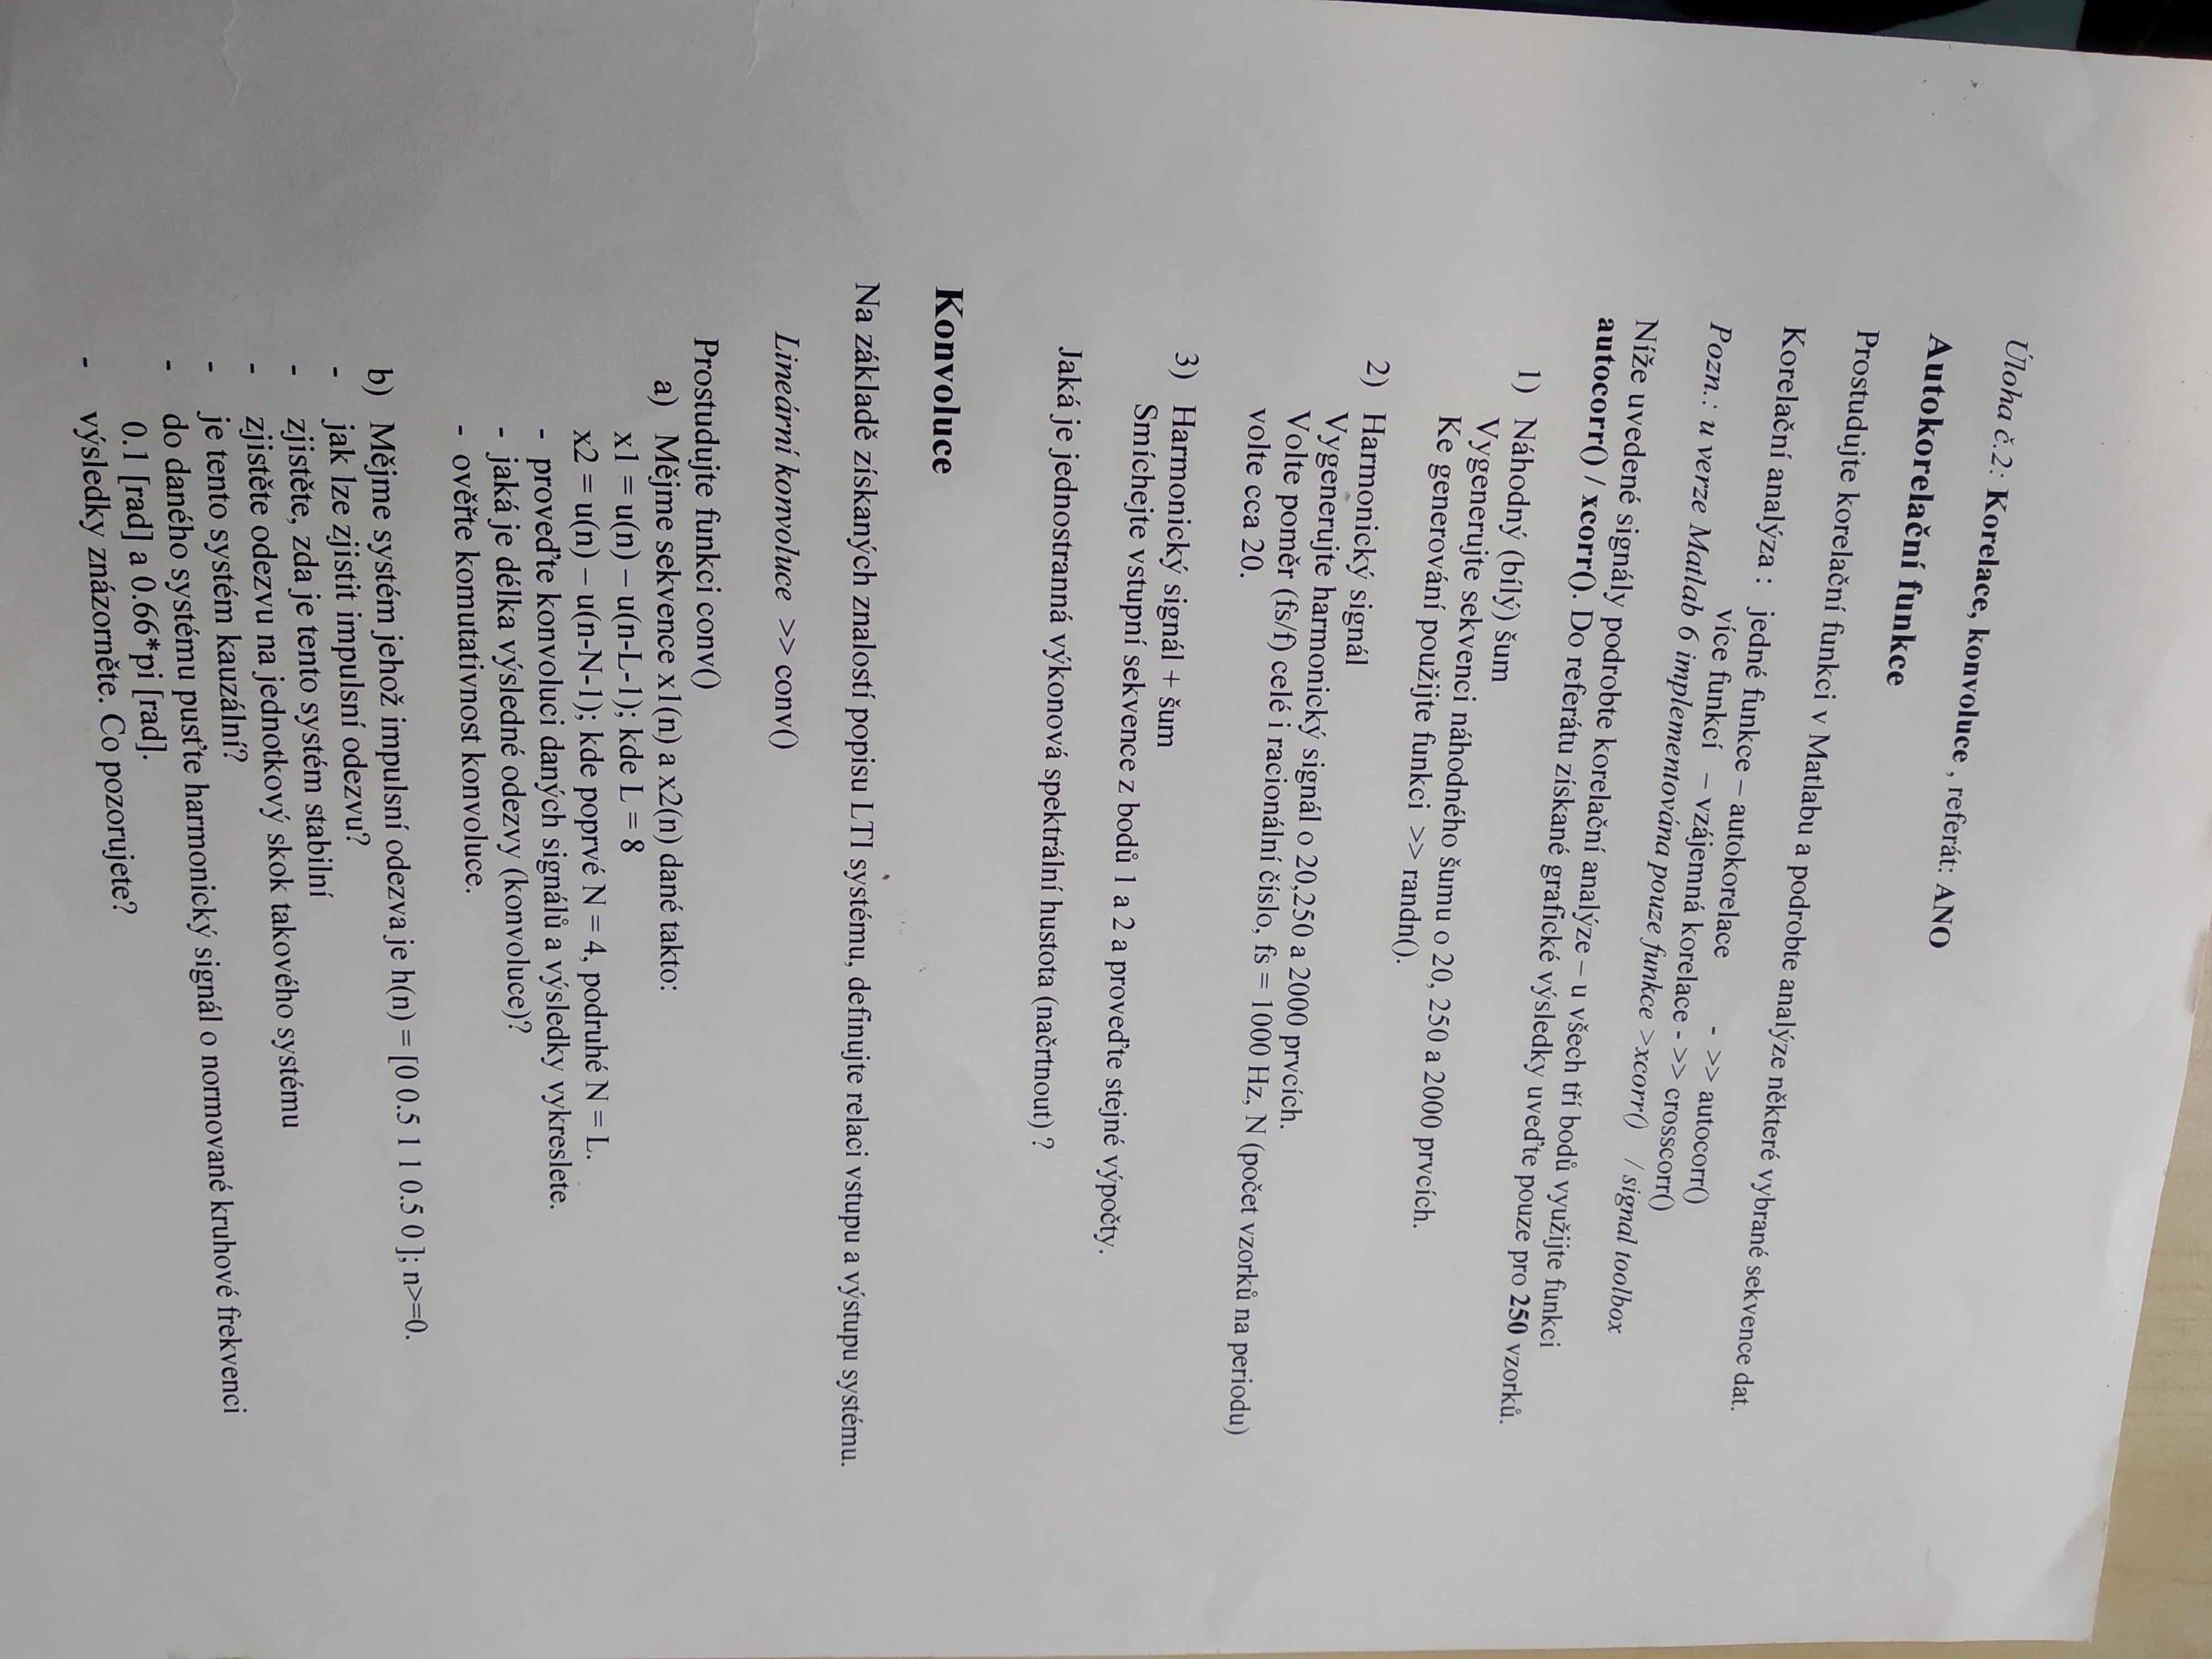 Úloha č.2: Korelace, konvoluce , referát: ANO
Autokorelační funkce
Prostudujte korelační funkci v Matlabu a podrobte analýze některé vybrané sekvence dat.
Korelační analýza : jedné funkce – autokorelace - >> autocorr()
více funkcí – vzájemná korelace - >> crosscorr()
Pozn.: u verze Matlab 6 implementována pouze funkce >xcorr() / signal toolbox
Níže uvedené signály podrobte korelační analýze – u všech tří bodů využijte funkci
autocorr() / xcorr(). Do referátu získané grafické výsledky uveďte pouze pro 250 vzorků.
1) Náhodný (bílý) šum
Vygenerujte sekvenci náhodného šumu o 20, 250 a 2000 prvcích.
Ke generování použijte funkci >> randn().
2) Harmonický signál
Vygenerujte harmonický signál o 20,250 a 2000 prvcích.
Volte poměr (fs/f) celé i racionální číslo, fs = 1000 Hz, N (počet vzorků na periodu)
volte cca 20.
3) Harmonický signál + šum
Smíchejte vstupní sekvence z bodů 1 a 2 a proveďte stejné výpočty.
Jaká je jednostranná výkonová spektrální hustota (načrtnout) ?
Konvoluce
Na základě získaných znalostí popisu LTI systému, definujte relaci vstupu a výstupu systému.
Lineární konvoluce >> conv()
Prostudujte funkci conv()
a) Mějme sekvence x1(n) a x2(n) dané takto:
x1 = u(n) – u(n-L-1); kde L = 8
x2 = u(n) – u(n-N-1); kde poprvé N = 4, podruhé N = L.
- proveďte konvoluci daných signálů a výsledky vykreslete.
- jaká je délka výsledné odezvy (konvoluce)?
- ověřte komutativnost konvoluce.
b) Mějme systém jehož impulsní odezva je h(n) = [0 0.5 1 1 0.5 0 ]; n>=0.
- jak lze zjistit impulsní odezvu?
- zjistěte, zda je tento systém stabilní
- zjistěte odezvu na jednotkový skok takového systému
- je tento systém kauzální?
- do daného systému pusťte harmonický signál o normované kruhové frekvenci
0.1 [rad] a 0.66*pi [rad].
- výsledky znázorněte. Co pozorujete?